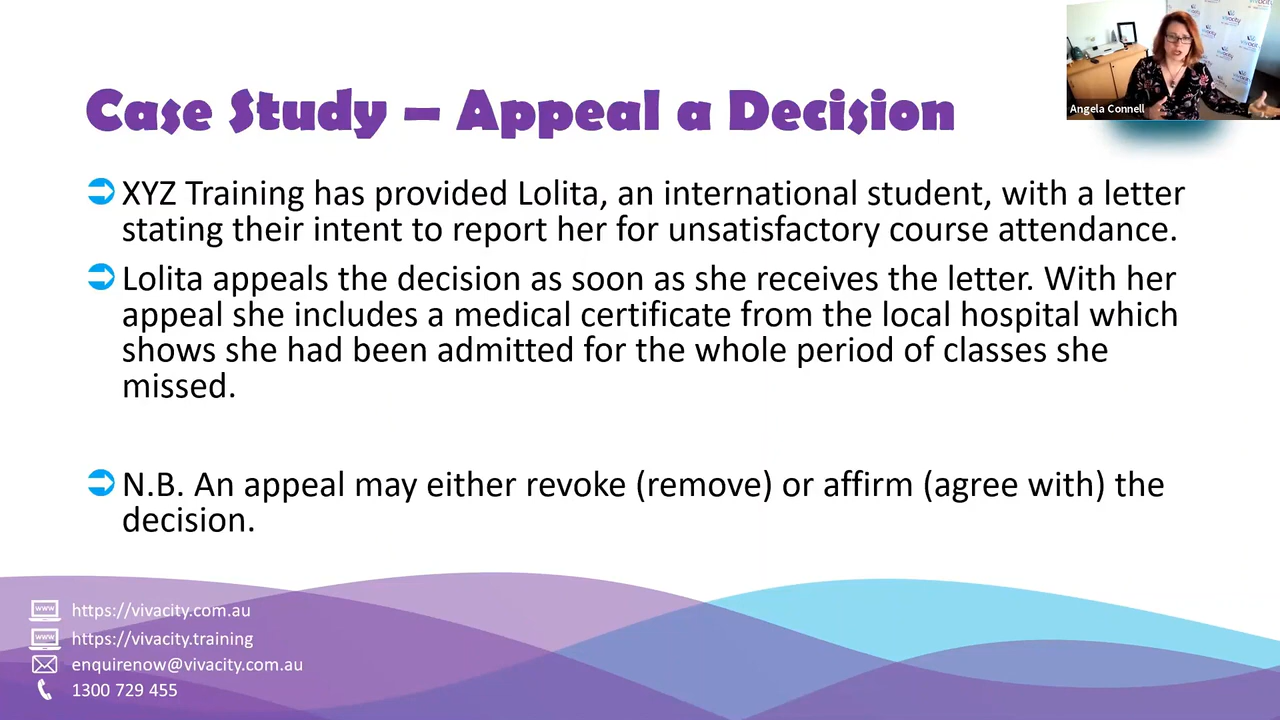 Case Study – Appeal a Decision
Angela Connell
XYZ Training has provided Lolita, an international student, with a letter
stating their intent to report her for unsatisfactory course attendance.
Lolita appeals the decision as soon as she receives the letter. With her
appeal she includes a medical certificate from the local hospital which
shows she had been admitted for the whole period of classes she
missed.
N.B. An appeal may either revoke (remove) or affirm (agree with) the
decision.
www https://vivacity.com.au
www https://vivacity.training
enquirenow@vivacity.com.au
1300 729 455